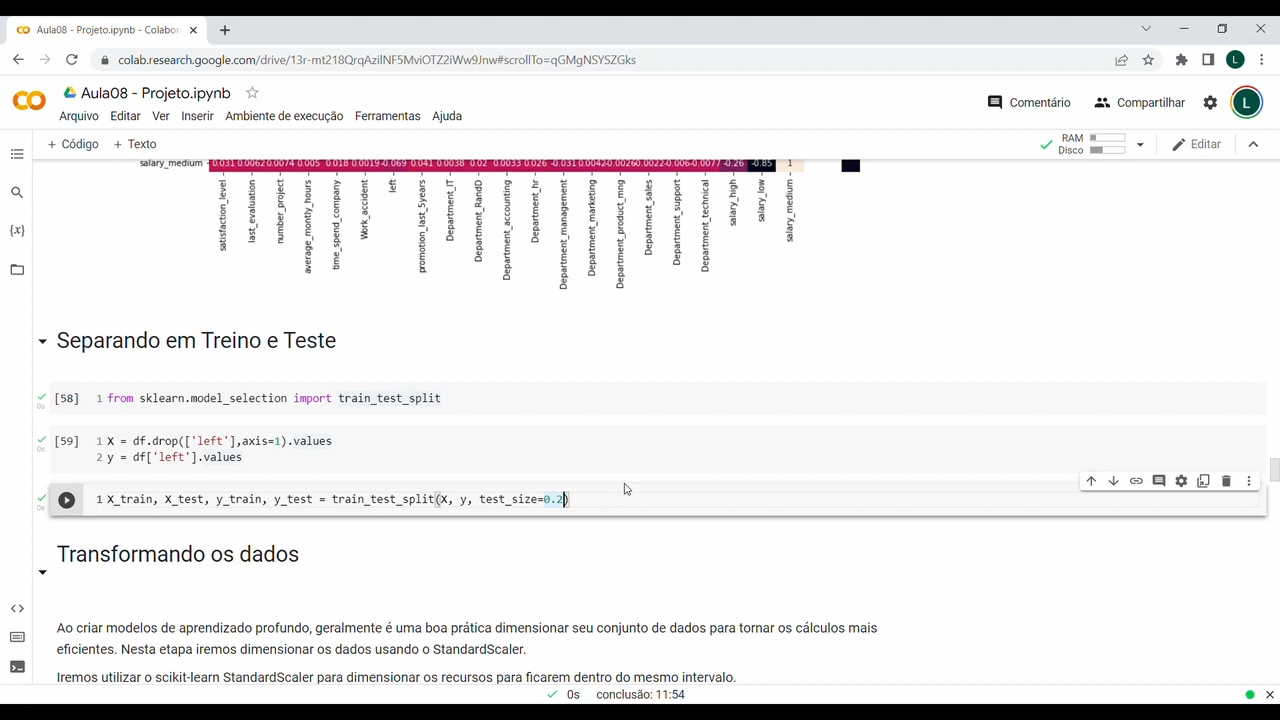 Aula08 - Projeto.ipynb - Colabor
colab.research.google.com/drive/13r-mt218QrqAzilNF5MviOTZ2iWw9Jnw#scrollTo=qGMgNSYSZGks
L
Aula08 - Projeto.ipynb
Comentário
Compartilhar
L
Arquivo Editar Ver Inserir Ambiente de execução Ferramentas Ajuda
+ Código + Texto
RAM
Disco
Editar
salary_medium
satisfaction_level
last_evaluation
number_project
average_montly_hours
time_spend_company
Work_accident
left
promotion_last_5years
Department_IT
Department_RandD
Department_accounting
Department_hr
Department_management
Department_marketing
Department_product_mng
Department_sales
Department_support
Department_technical
salary_high
salary_low
salary_medium
Separando em Treino e Teste
[58] 1 from sklearn.model_selection import train_test_split
0s
[59] 1 X = df.drop(['left'],axis=1).values
0s
2 y = df['left'].values
1 X_train, X_test, y_train, y_test = train_test_split(X, y, test_size=0.2)
0s
Transformando os dados
Ao criar modelos de aprendizado profundo, geralmente é uma boa prática dimensionar seu conjunto de dados para tornar os cálculos mais
eficientes. Nesta etapa iremos dimensionar os dados usando o StandardScaler.
Iremos utilizar o scikit-learn StandardScaler para dimensionar os recursos para ficarem dentro do mesmo intervalo.
0s conclusão: 11:54